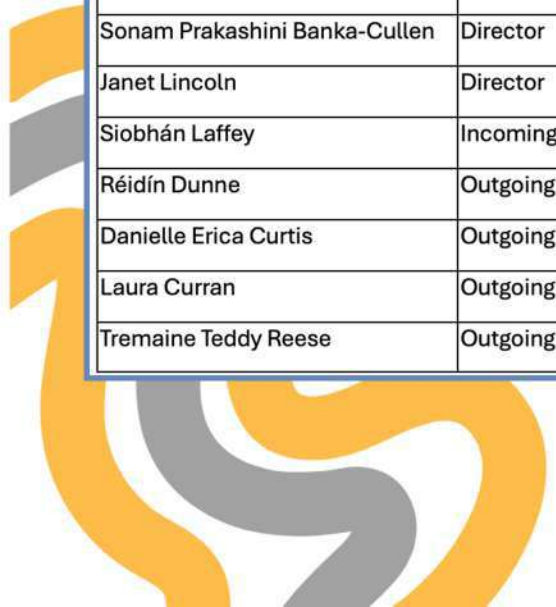 Sonam Prakashini Banka-Cullen Director
Janet Lincoln Director
Siobhán Laffey Incoming
Réidín Dunne Outgoing
Danielle Erica Curtis Outgoing
Laura Curran Outgoing
Tremaine Teddy Reese Outgoing